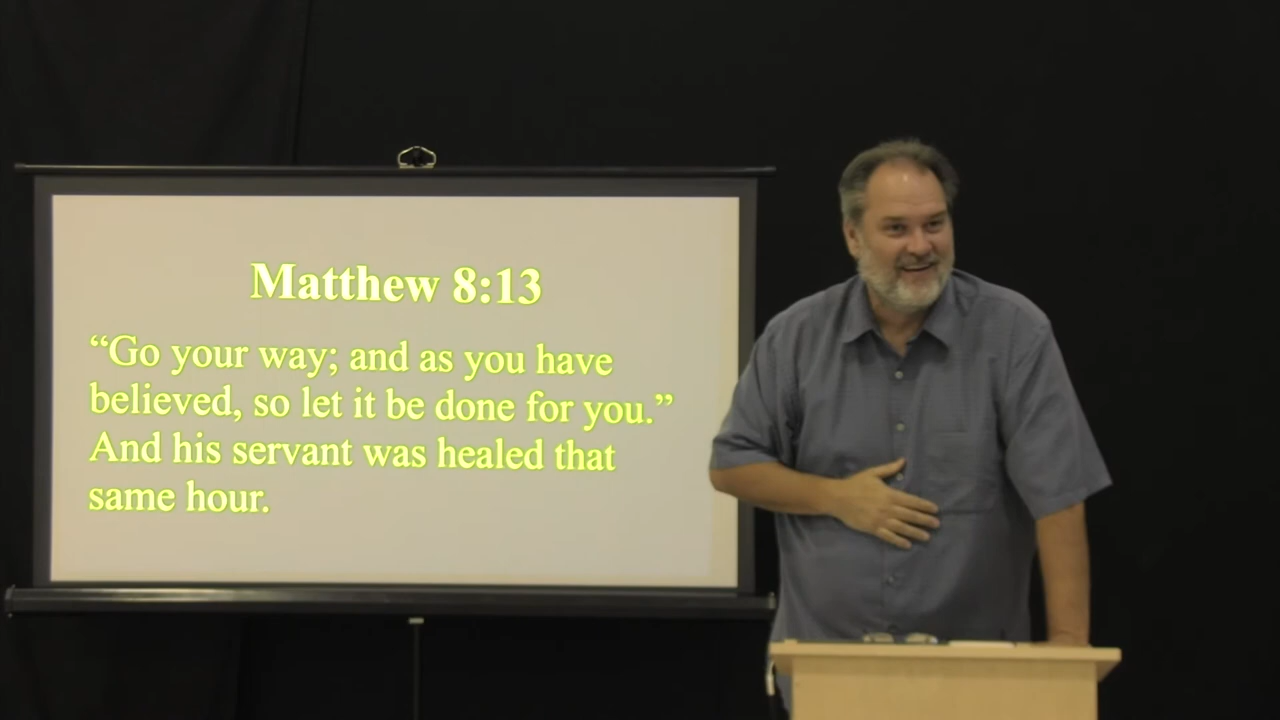 Matthew 8:13
“Go your way; and as you have
believed, so let it be done for you.”
And his servant was healed that
same hour.